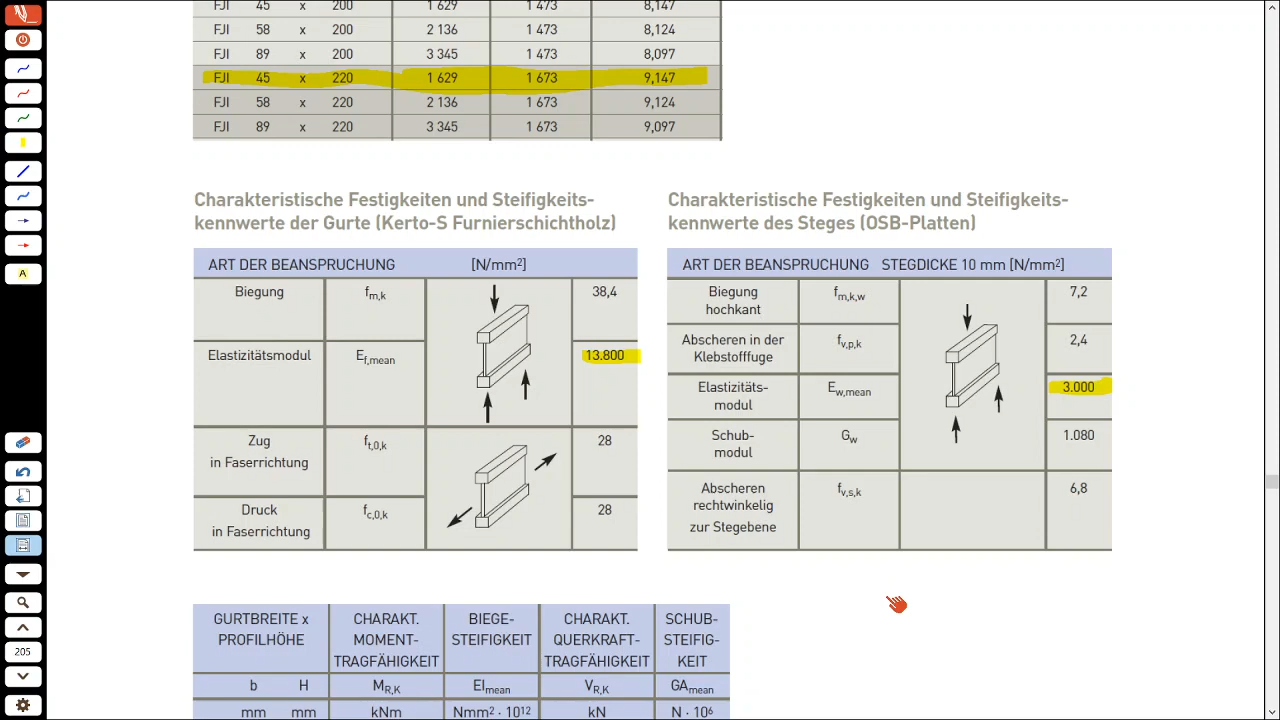 FJI 45 x 200 1 629 1 473 8,147
FJI 58 x 200 2 136 1 473 8,124
FJI 89 x 200 3 345 1 473 8,097
FJI 45 x 220 1 629 1 673 9,147
FJI 58 x 220 2 136 1 673 9,124
FJI 89 x 220 3 345 1 673 9,097
Charakteristische Festigkeiten und Steifigkeits-
kennwerte der Gurte (Kerto-S Furnierschichtholz)
ART DER BEANSPRUCHUNG [N/mm²]
Biegung fm,k 38,4
Elastizitätsmodul Ef,mean 13.800
Zug ft,0,k 28
in Faserrichtung
Druck fc,0,k 28
in Faserrichtung
Charakteristische Festigkeiten und Steifigkeits-
kennwerte des Steges (OSB-Platten)
ART DER BEANSPRUCHUNG STEGDICKE 10 mm [N/mm²]
Biegung fm,k,w 7,2
hochkant
Abscheren in der fv,p,k 2,4
Klebstofffuge
Elastizitäts- Ew,mean 3.000
modul
Schub- Gw 1.080
modul
Abscheren fv,s,k 6,8
rechtwinkelig
zur Stegebene
GURTBREITE x CHARAKT. BIEGE- CHARAKT. SCHUB-
PROFILHÖHE MOMENT- STEIFIGKEIT QUERKRAFT- STEIFIG-
TRAGFÄHIGKEIT TRAGFÄHIGKEIT KEIT
b H MR,K EImean VR,K GAmean
mm mm kNm Nmm² · 10¹² kN N · 10⁶
A
205